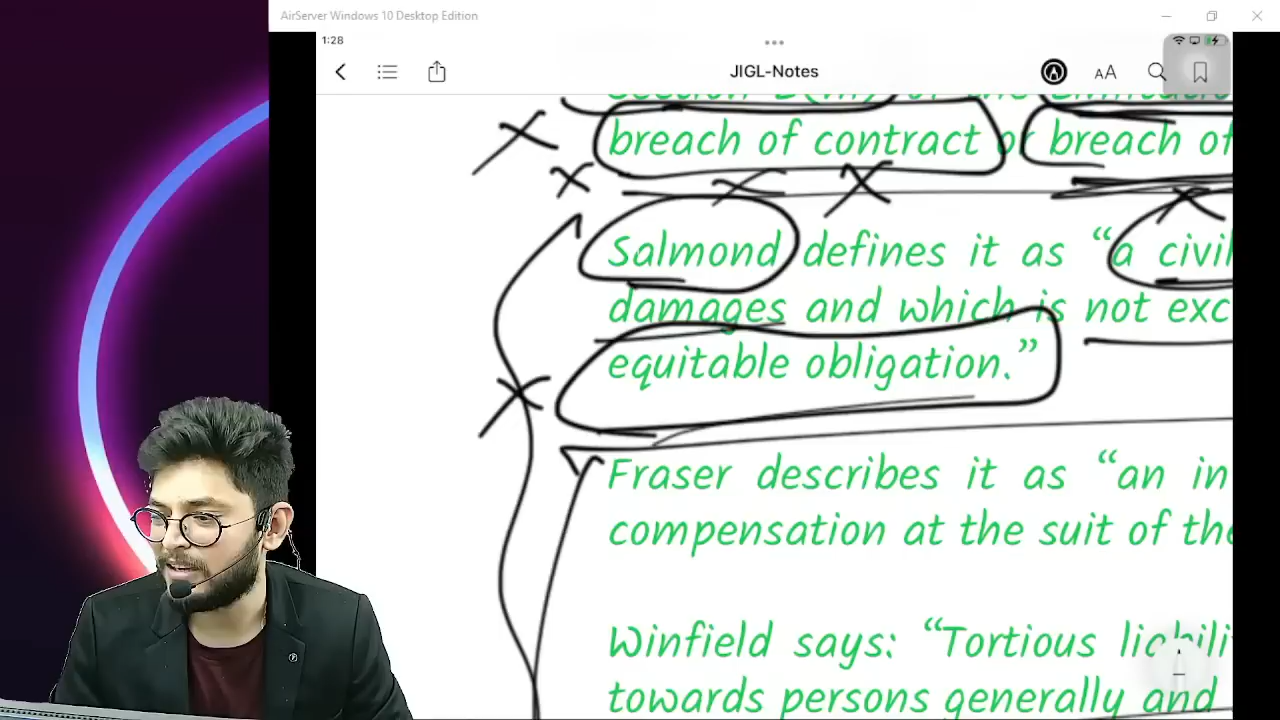 AirServer Windows 10 Desktop Edition
1:28
JIGL-Notes
AA
breach of contract or breach of
Salmond defines it as “a civil
damages and which is not exc
equitable obligation.”
Fraser describes it as “an in
compensation at the suit of the
Winfield says: “Tortious
towards persons generally and